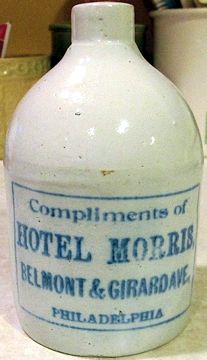 Compliments of
HOTEL MORRIS,
BELMONT & GIRARD AVE,
PHILADELPHIA